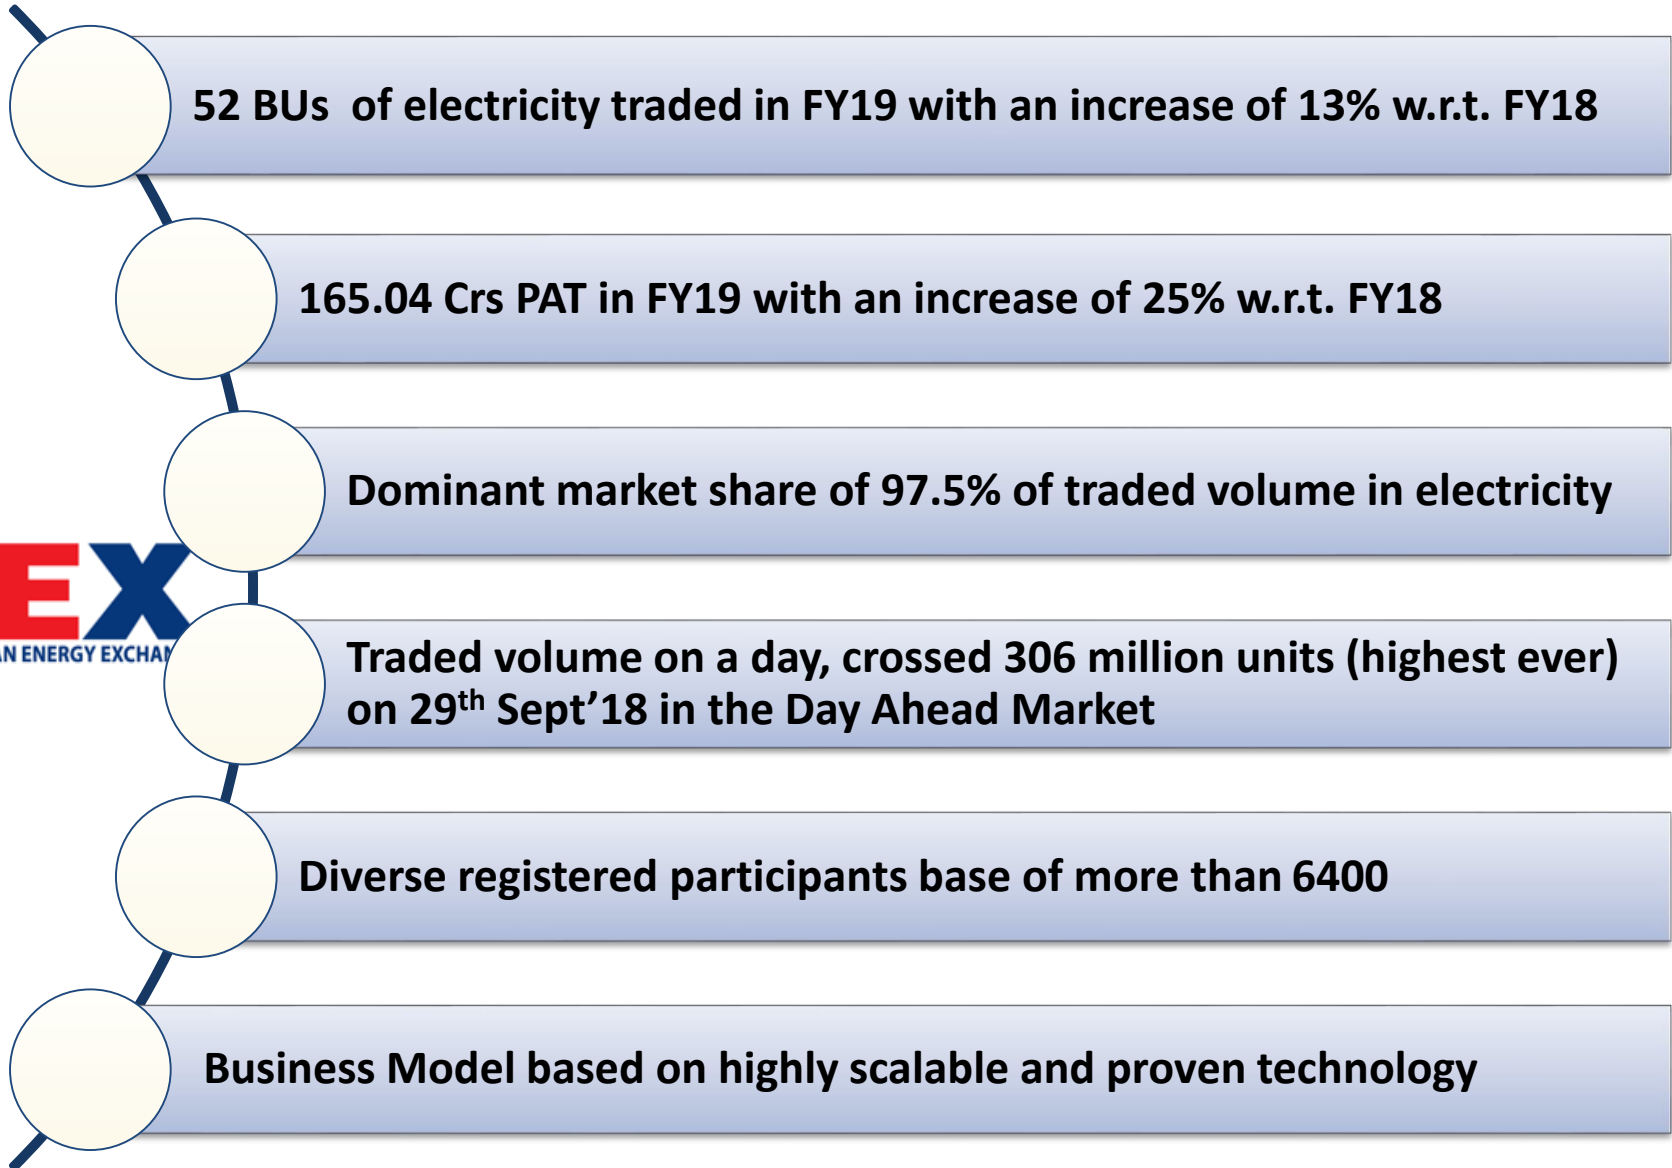 52 BUs of electricity traded in FY19 with an increase of 13% w.r.t. FY18
165.04 Crs PAT in FY19 with an increase of 25% w.r.t. FY18
Dominant market share of 97.5% of traded volume in electricity
EX
AN ENERGY EXCHAN
Traded volume on a day, crossed 306 million units (highest ever)
on 29th Sept’18 in the Day Ahead Market
Diverse registered participants base of more than 6400
Business Model based on highly scalable and proven technology